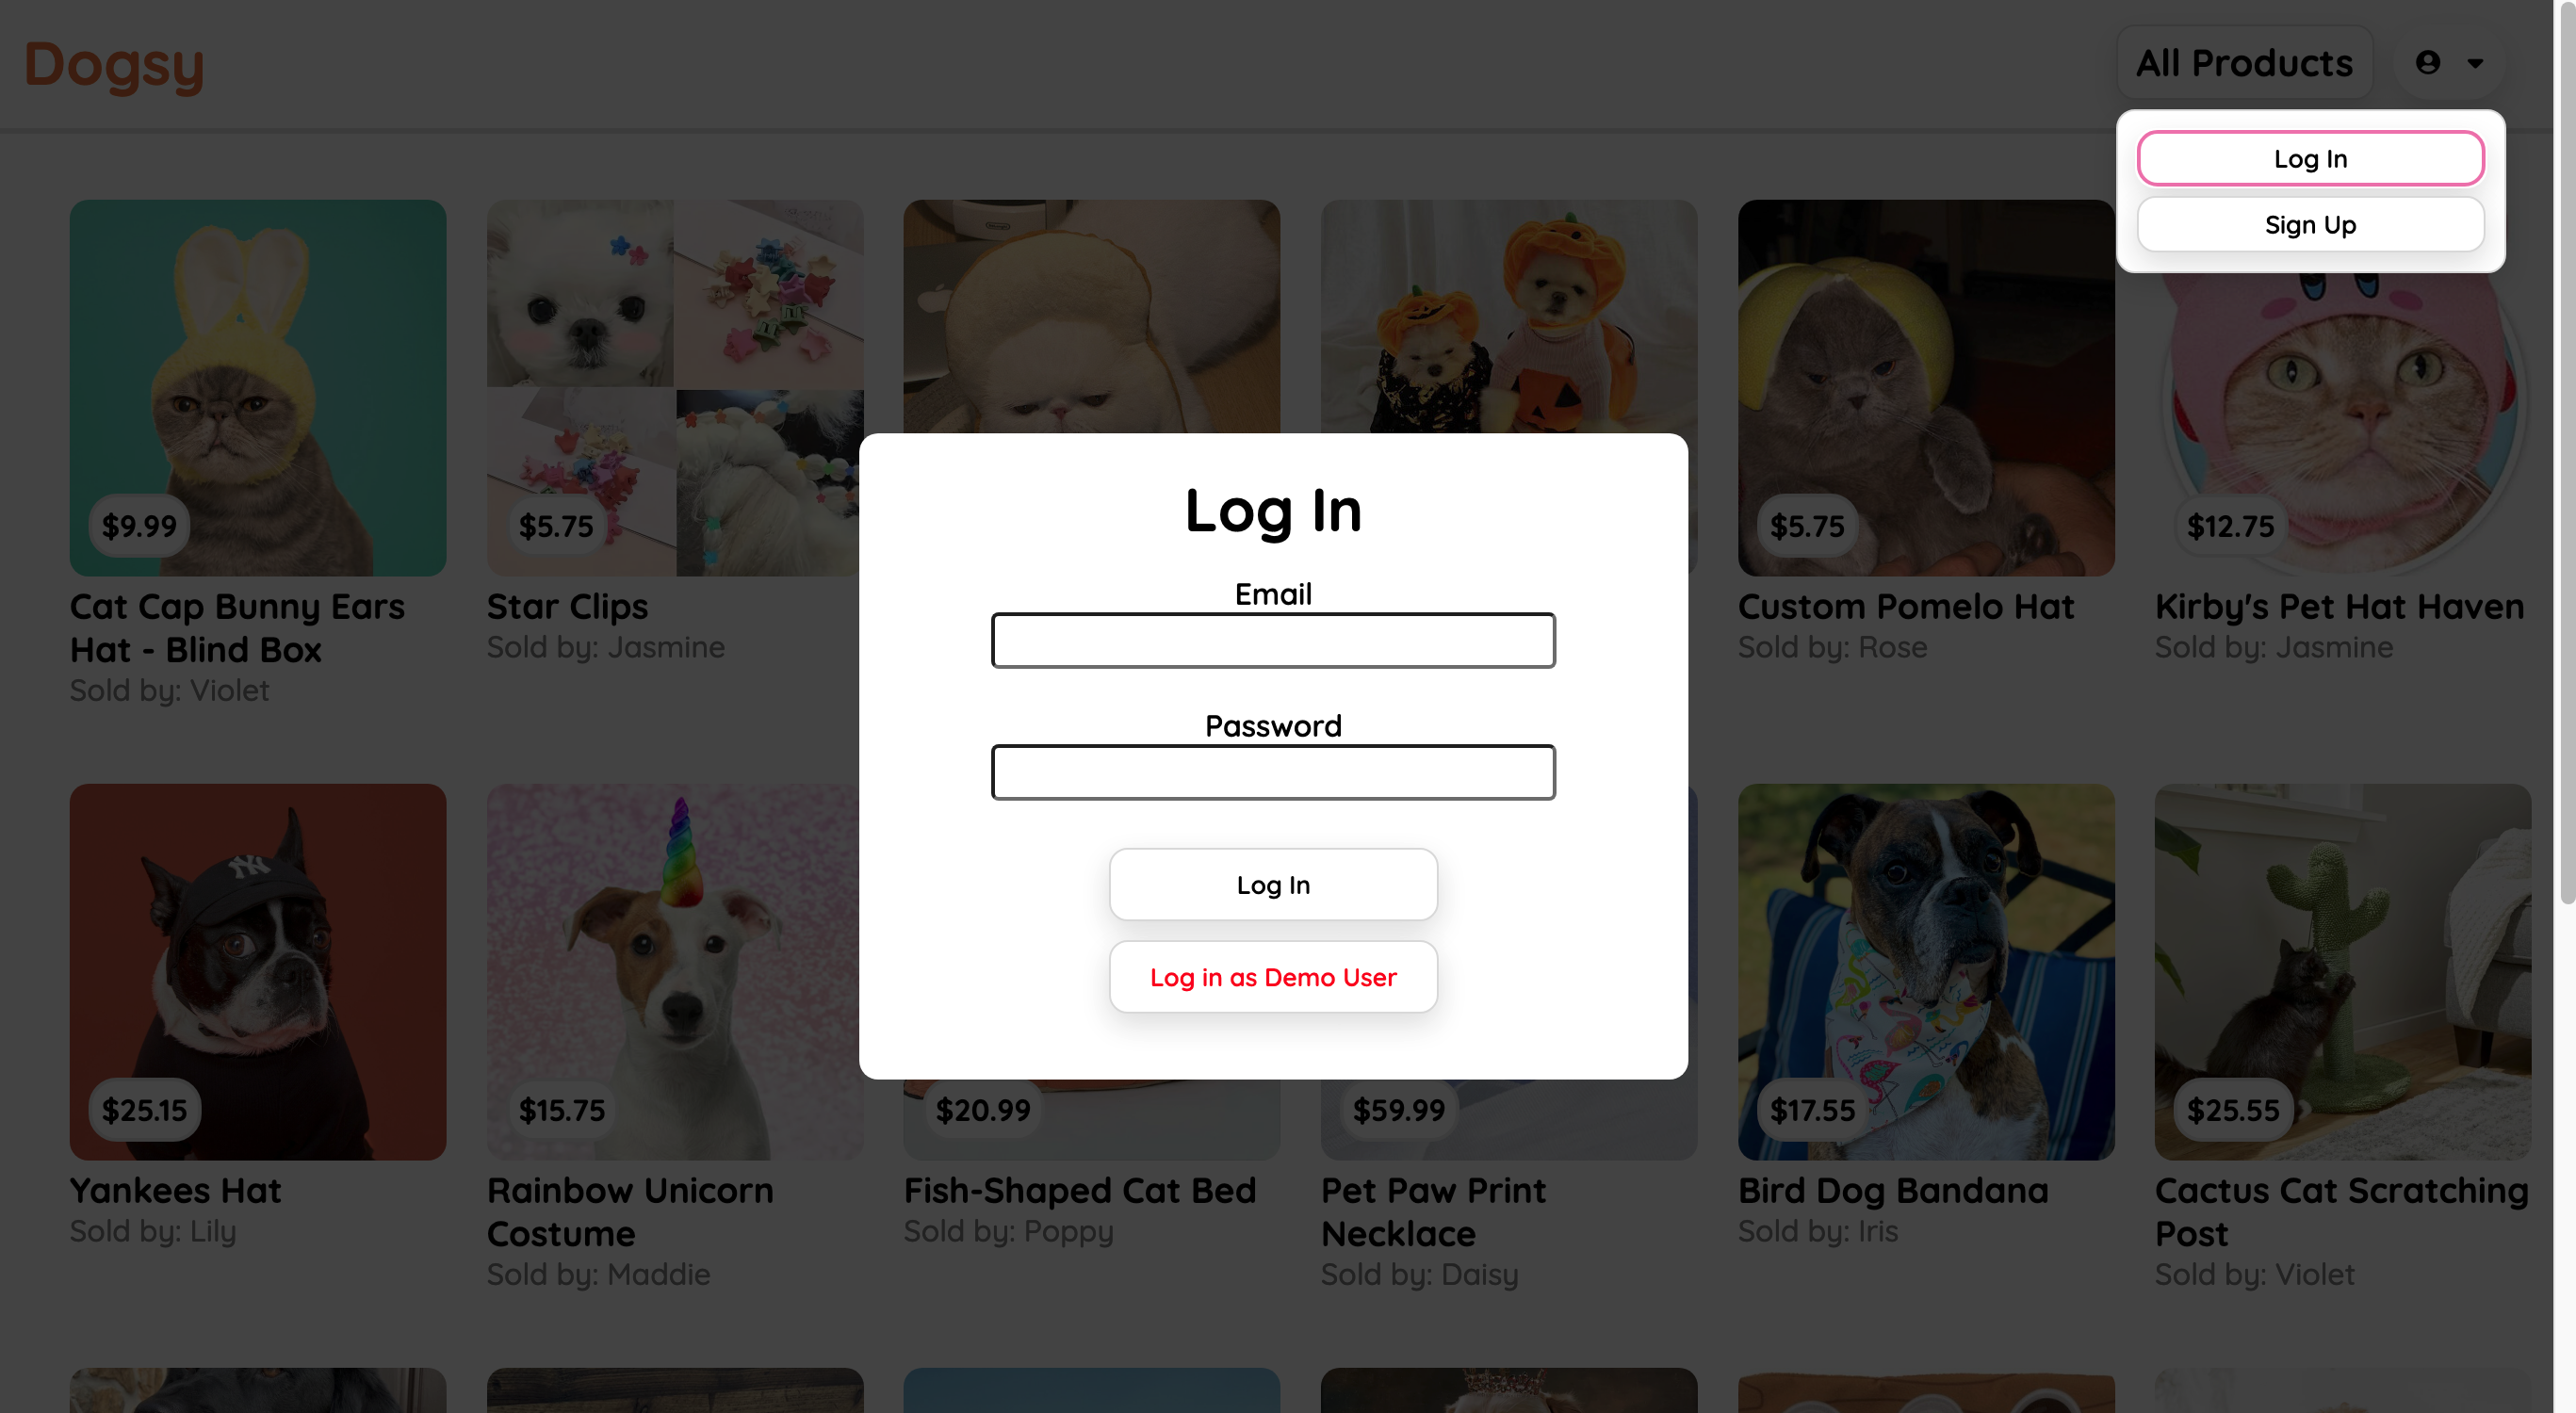 Dogsy
All Products
Log In
Sign Up
$9.99
$5.75
$5.75
$12.75
Cat Cap Bunny Ears
Hat - Blind Box
Sold by: Violet
Star Clips
Sold by: Jasmine
Custom Pomelo Hat
Sold by: Rose
Kirby's Pet Hat Haven
Sold by: Jasmine
Log In
Email
Password
Log In
Log in as Demo User
NY
$25.15
$15.75
$20.99
$59.99
$17.55
$25.55
Yankees Hat
Sold by: Lily
Rainbow Unicorn
Costume
Sold by: Maddie
Fish-Shaped Cat Bed
Sold by: Poppy
Pet Paw Print
Necklace
Sold by: Daisy
Bird Dog Bandana
Sold by: Iris
Cactus Cat Scratching
Post
Sold by: Violet